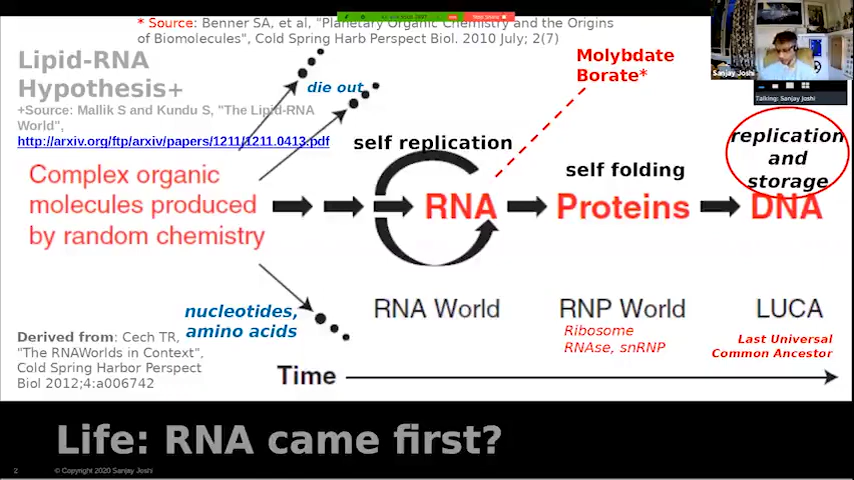 * Source: Benner SA, et al, "Planetary Organic Chemistry and the Origins
of Biomolecules", Cold Spring Harb Perspect Biol. 2010 July; 2(7)
Lipid-RNA
Hypothesis+
+Source: Mallik S and Kundu S, "The Lipid-RNA
World",
http://arxiv.org/ftp/arxiv/papers/1211/1211.0413.pdf
die out
Molybdate
Borate*
Sanjay Joshi
Talking: Sanjay Joshi
self replication
self folding
replication
and
storage
Complex organic
molecules produced
by random chemistry
RNA
Proteins
DNA
nucleotides,
amino acids
RNA World
RNP World
LUCA
Ribosome
RNAse, snRNP
Last Universal
Common Ancestor
Derived from: Cech TR,
"The RNAWorlds in Context",
Cold Spring Harbor Perspect
Biol 2012;4:a006742
Time
Life: RNA came first?
2
© Copyright 2020 Sanjay Joshi